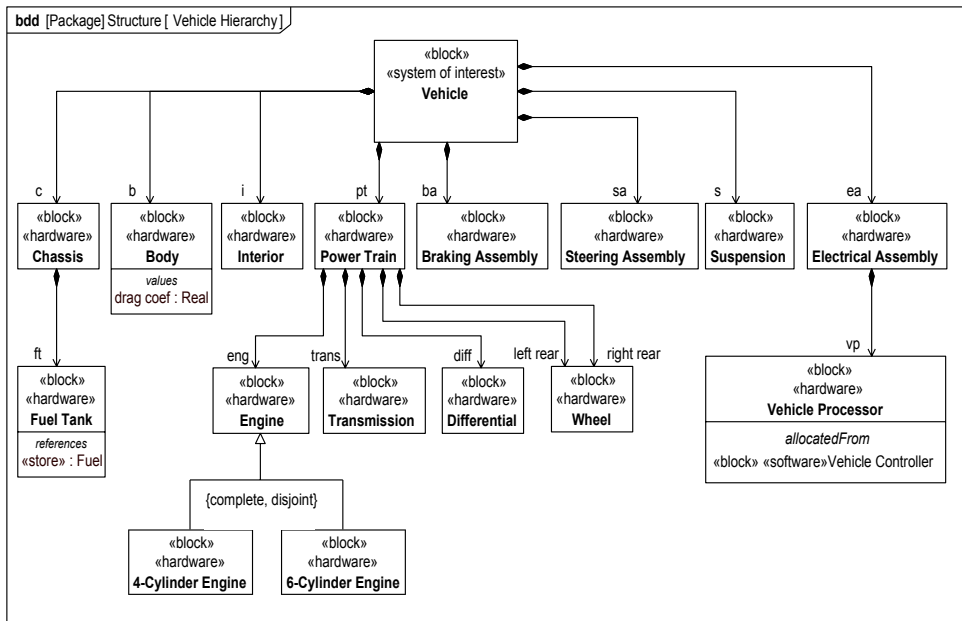 bdd [Package] Structure [ Vehicle Hierarchy]
«block»
«system of interest»
Vehicle
c
b
i
pt
ba
sa
s
ea
«block»
«hardware»
Chassis
«block»
«hardware»
Body
values
drag coef : Real
«block»
«hardware»
Interior
«block»
«hardware»
Power Train
«block»
«hardware»
Braking Assembly
«block»
«hardware»
Steering Assembly
«block»
«hardware»
Suspension
«block»
«hardware»
Electrical Assembly
ft
eng
trans
diff
left rear
right rear
vp
«block»
«hardware»
Fuel Tank
references
«store» : Fuel
«block»
«hardware»
Engine
«block»
«hardware»
Transmission
«block»
«hardware»
Differential
«block»
«hardware»
Wheel
«block»
«hardware»
Vehicle Processor
allocatedFrom
«block» «software»Vehicle Controller
{complete, disjoint}
«block»
«hardware»
4-Cylinder Engine
«block»
«hardware»
6-Cylinder Engine